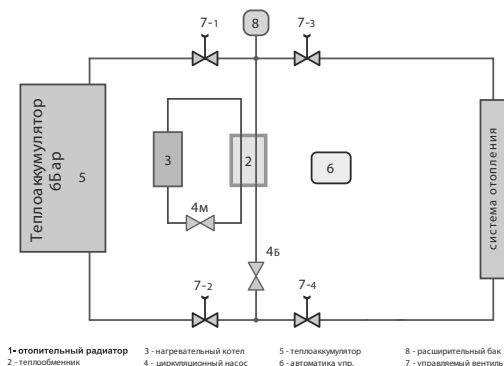 7-1
8
7-3
Теплоаккумулятор
6Бар
5
3
2
6
4м
4Б
7-2
7-4
система отопления
1- отопительный радиатор
3 - нагревательный котел
5 - теплоаккумулятор
8 - расширительный бак
2 - теплообменник
4 - циркуляционный насос
6 - автоматика упр.
7 - управляемый вентиль